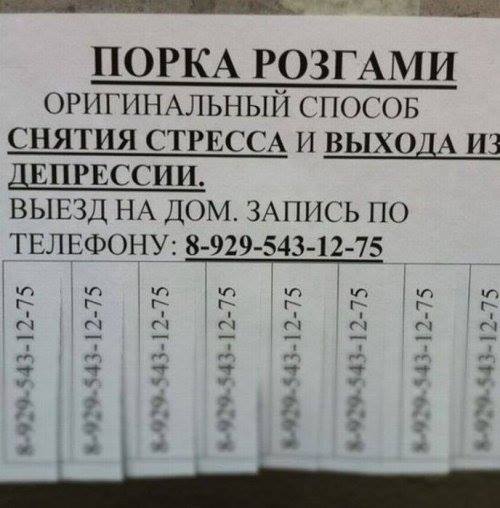 ПОРКА РОЗГАМИ
ОРИГИНАЛЬНЫЙ СПОСОБ
СНЯТИЯ СТРЕССА И ВЫХОДА ИЗ
ДЕПРЕССИИ.
ВЫЕЗД НА ДОМ. ЗАПИСЬ ПО
ТЕЛЕФОНУ: 8-929-543-12-75
8-929-543-12-75
8-929-543-12-75
8-929-543-12-75
8-929-543-12-75
8-929-543-12-75
8-929-543-12-75
8-929-543-12-75
8-929-543-12-75